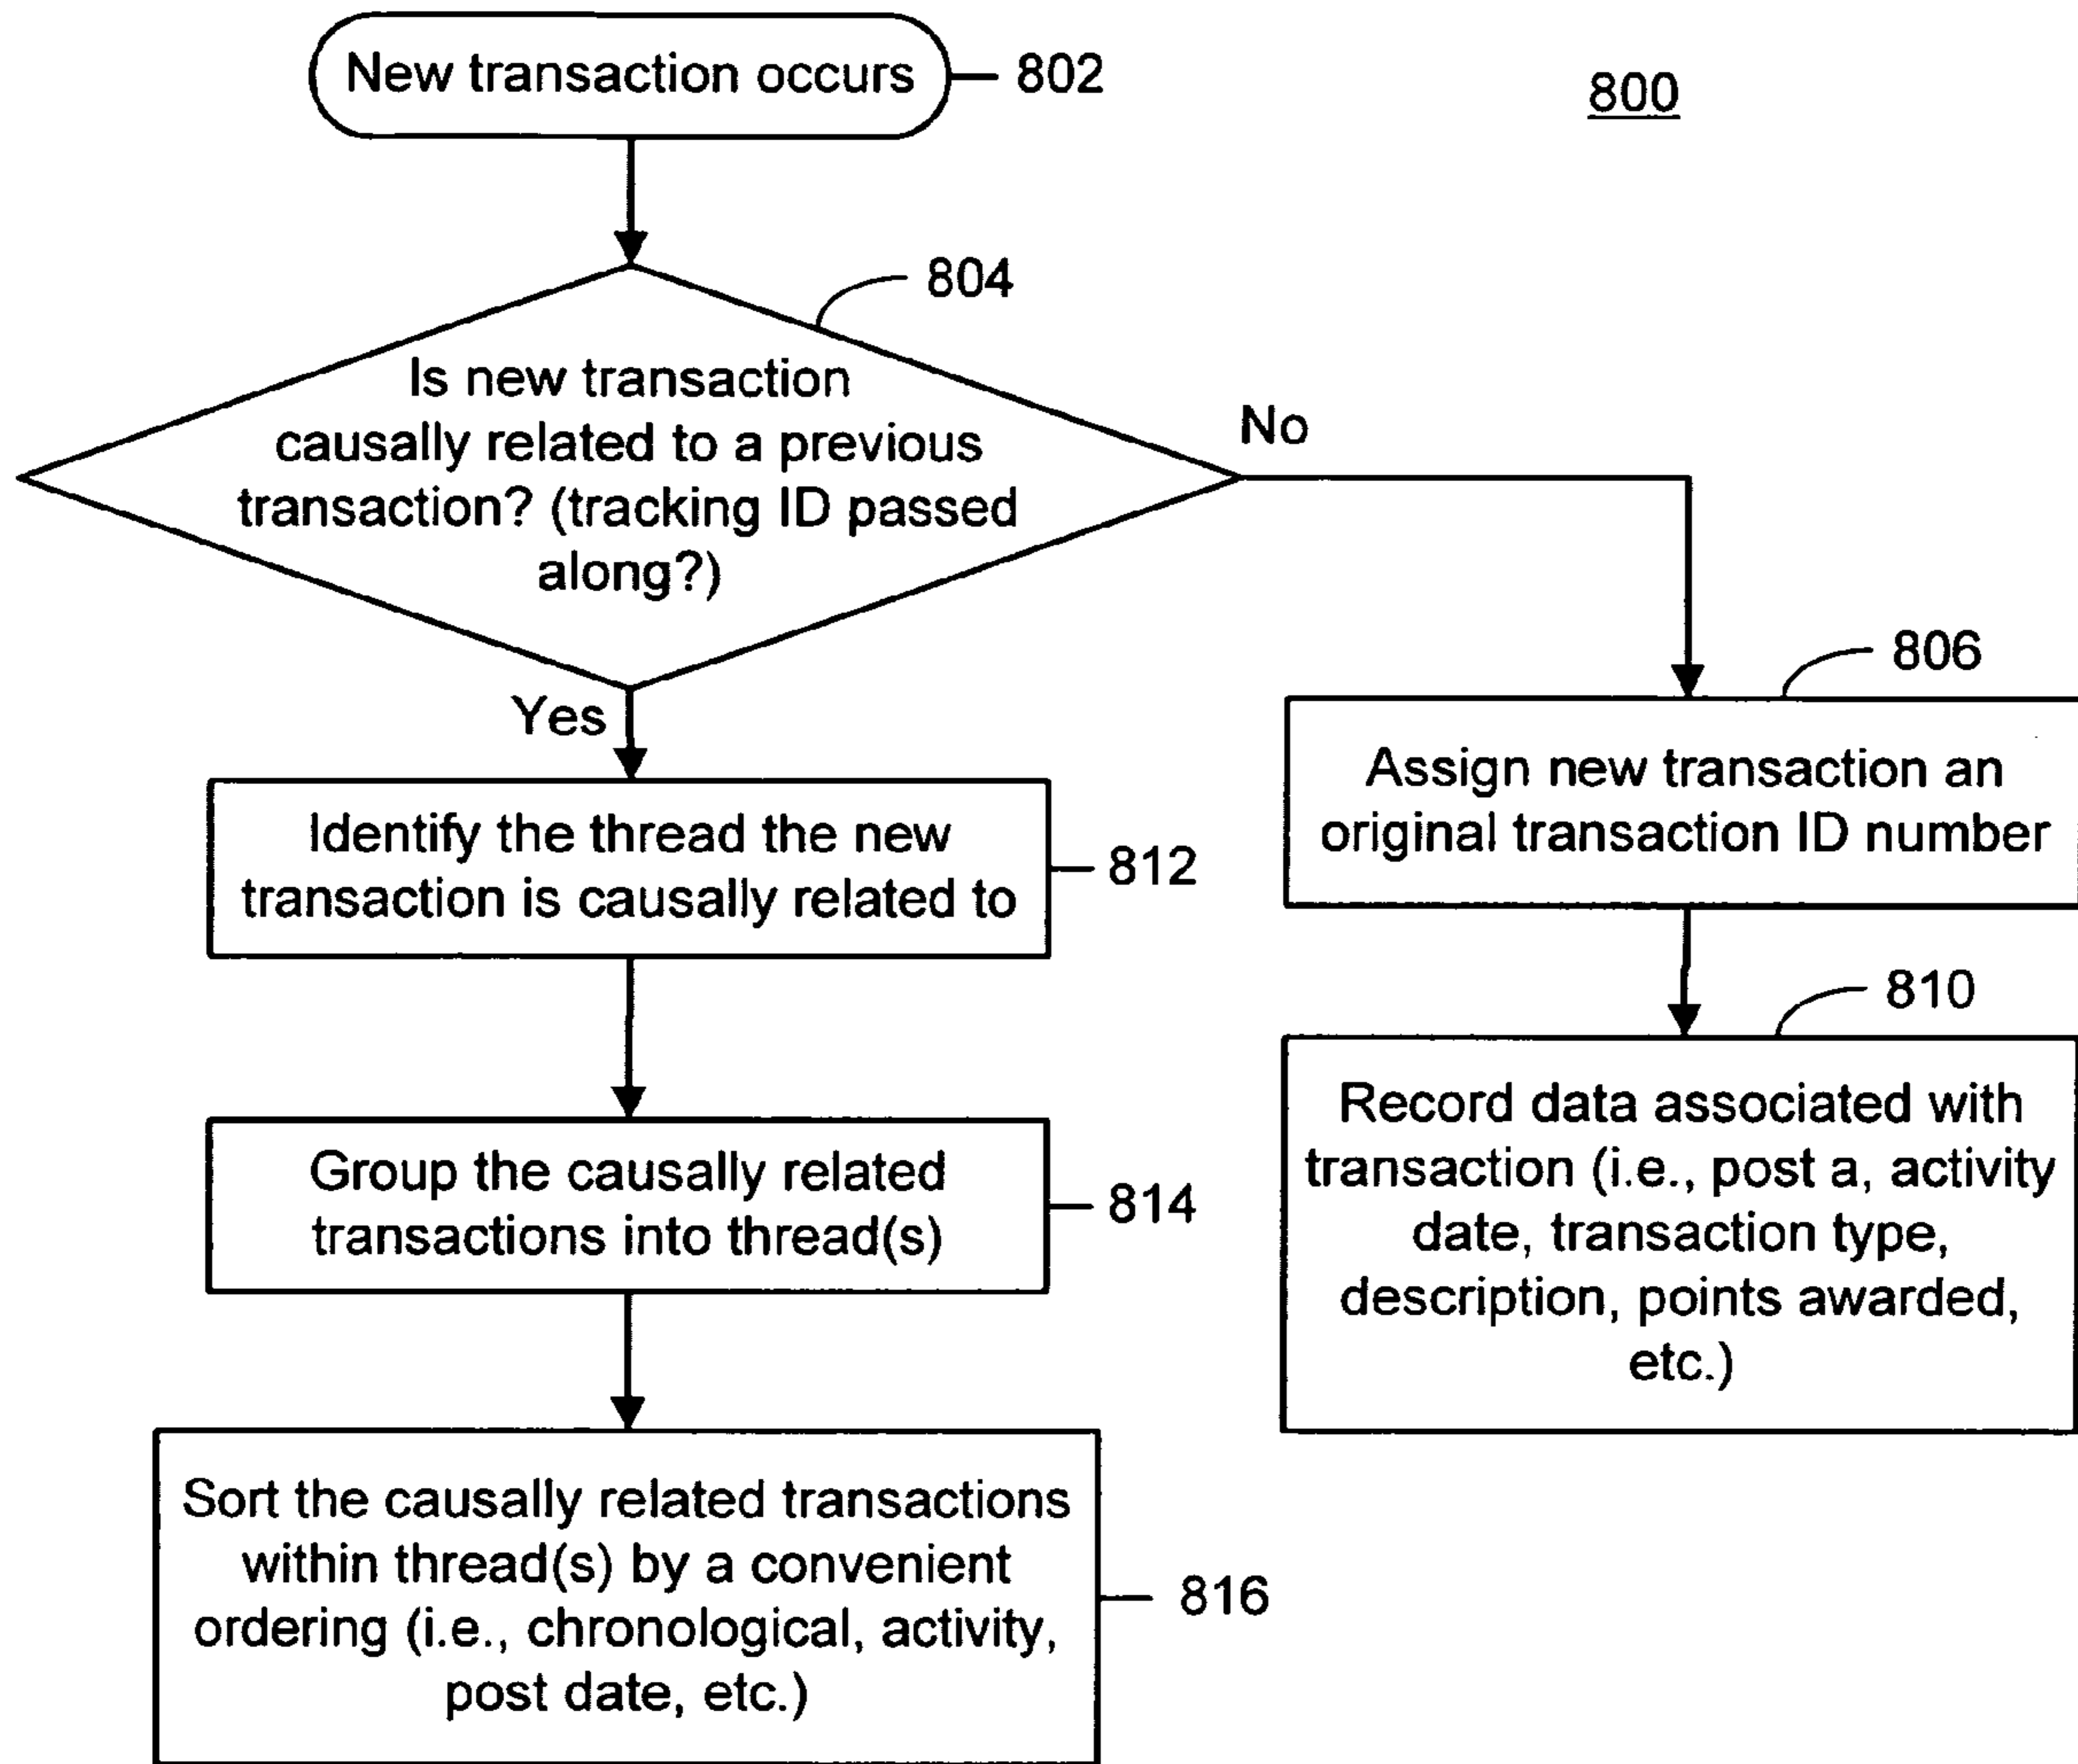 New transaction occurs
802
800
804
Is new transaction
causally related to a previous
transaction? (tracking ID passed
along?)
No
Yes
806
Assign new transaction an
original transaction ID number
Identify the thread the new
transaction is causally related to
812
810
Record data associated with
transaction (i.e., post a, activity
date, transaction type,
description, points awarded,
etc.)
Group the causally related
transactions into thread(s)
814
Sort the causally related transactions
within thread(s) by a convenient
ordering (i.e., chronological, activity,
post date, etc.)
816